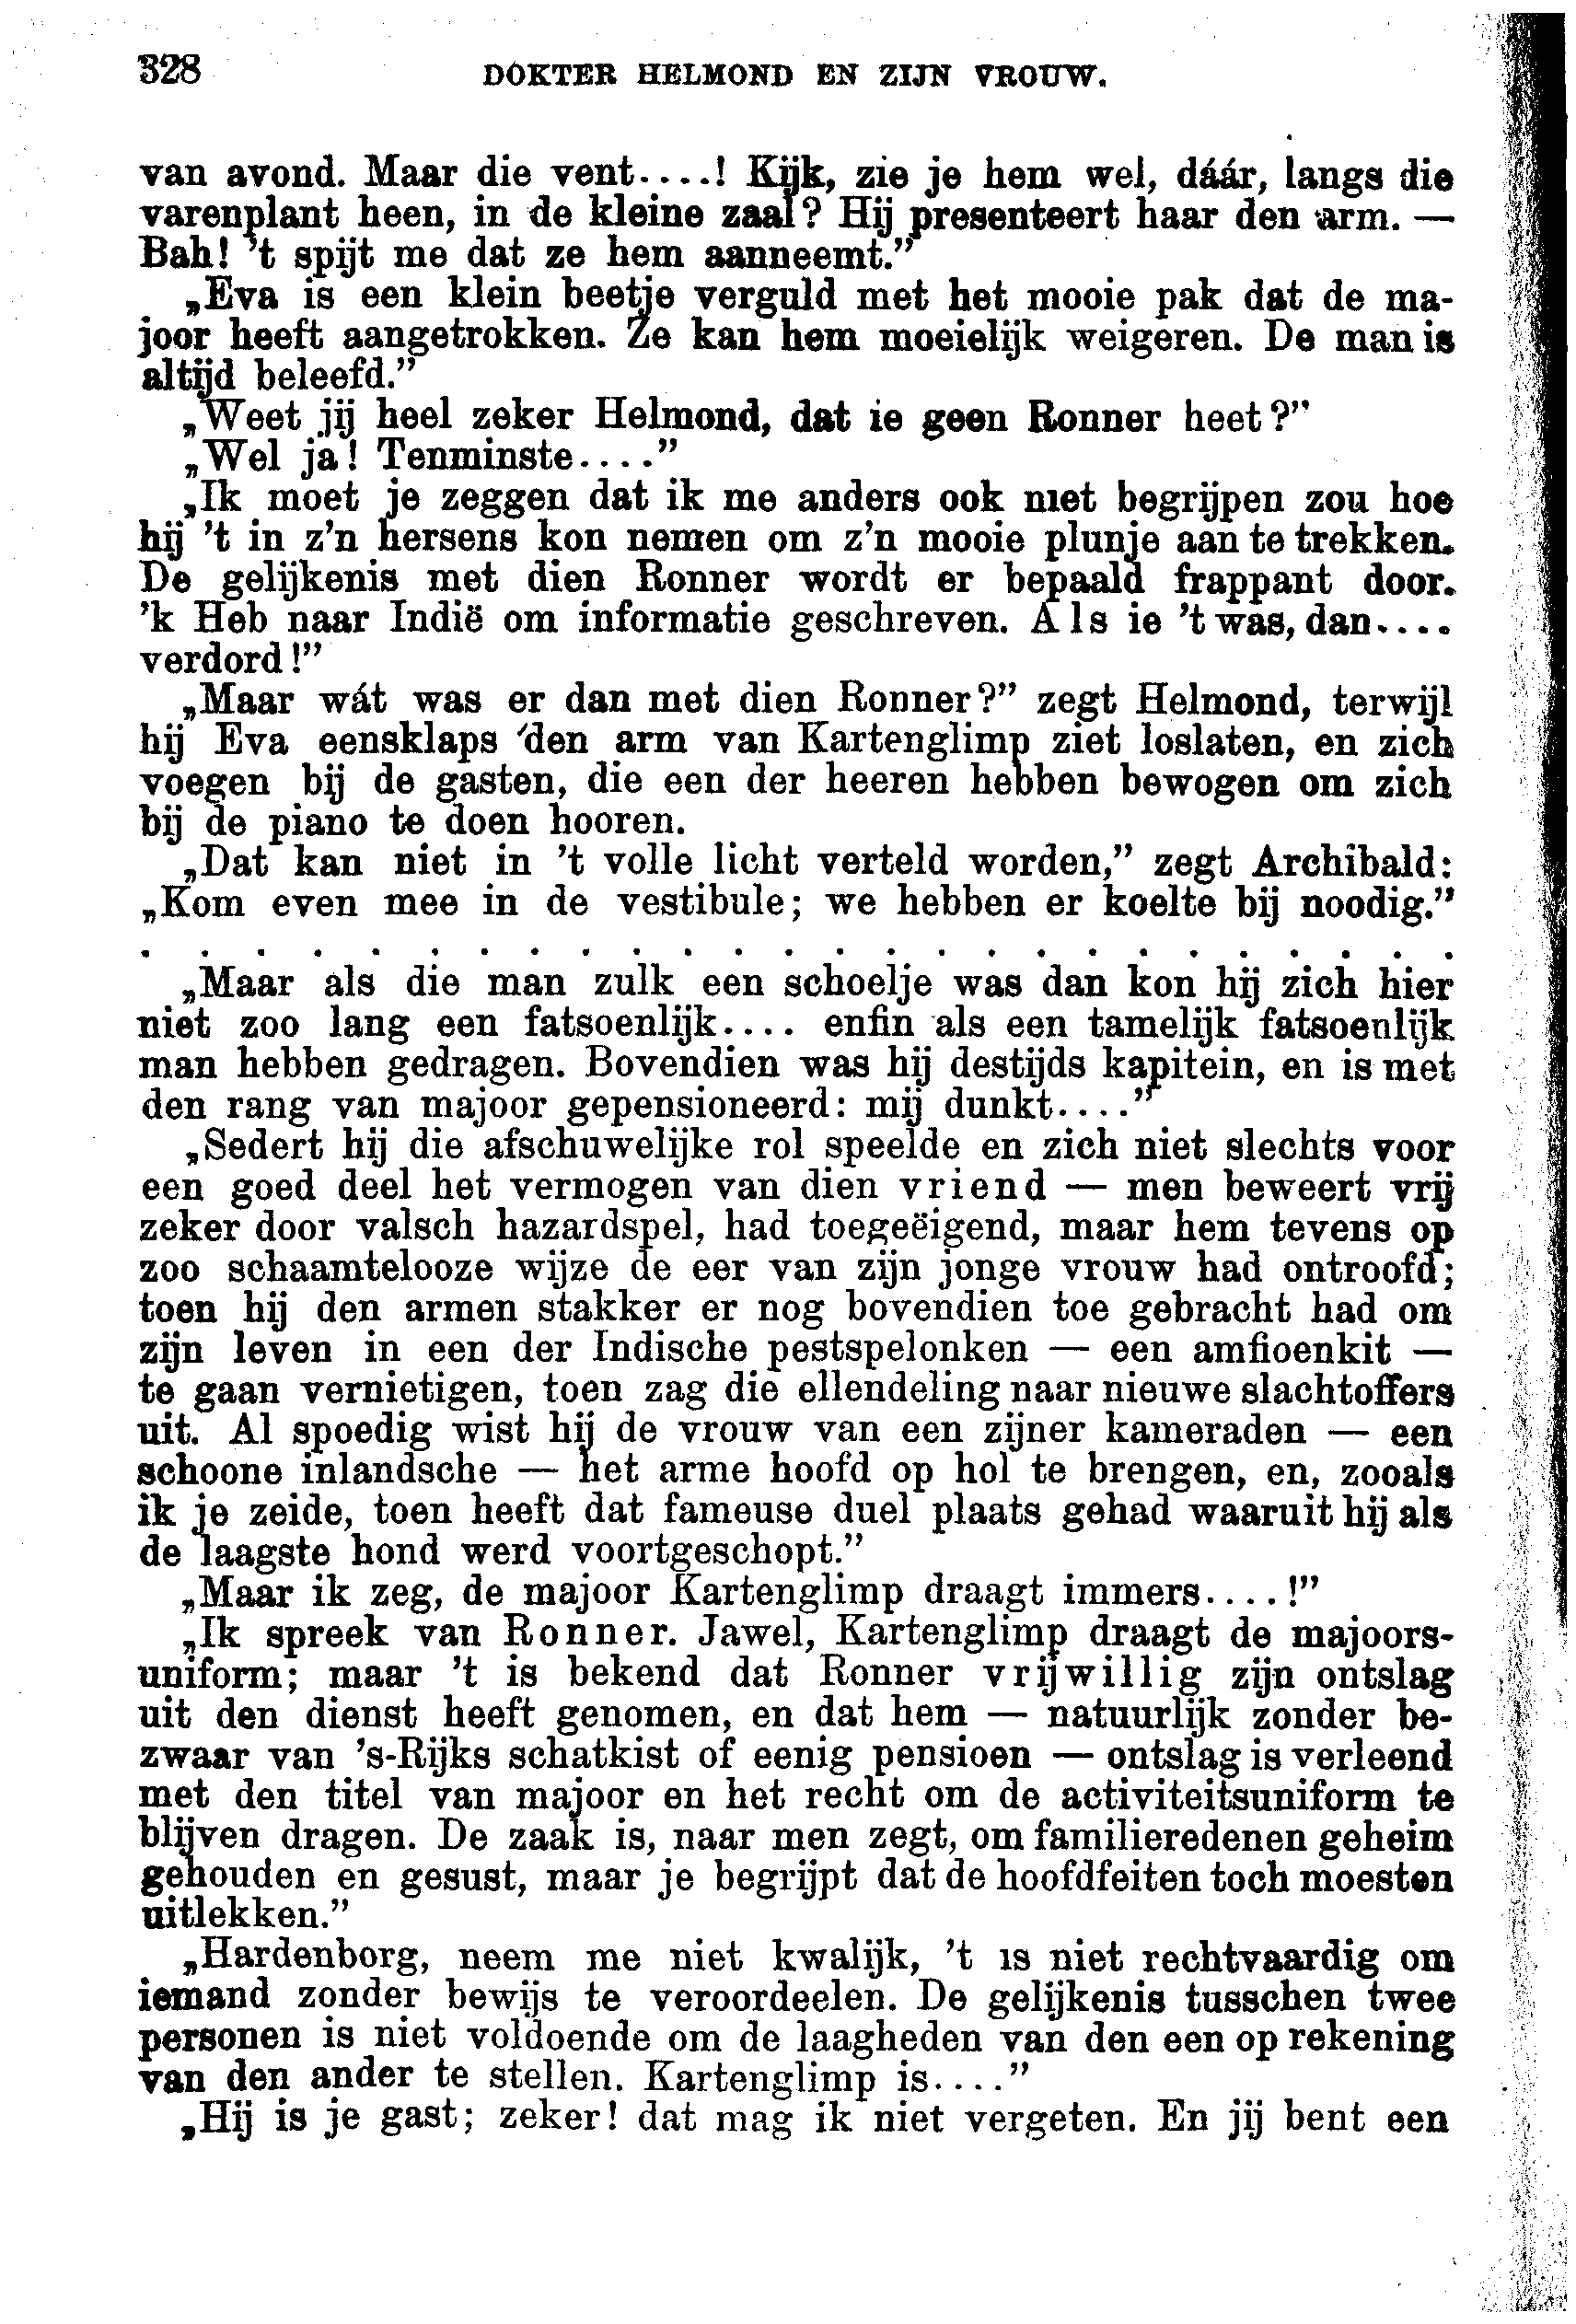 328 DOKTER HELMOND EN ZIJN VROUW.
van avond. Maar die vent....! Kijk, zie je hem wel, dáár, langs die
varenplant heen, in de kleine zaal? Hij presenteert haar den arm. —
Bah! 't spijt me dat ze hem aanneemt.”
„Eva is een klein beetje verguld met het mooie pak dat de ma-
joor heeft aangetrokken. Ze kan hem moeielijk weigeren. De man is
altijd beleefd.”
„Weet jij heel zeker Helmond, dat ie geen Ronner heet?”
„Wel ja! Tenminste....”
„Ik moet je zeggen dat ik me anders ook niet begrijpen zou hoe
hij 't in z'n hersens kon nemen om z'n mooie plunje aan te trekken.
De gelijkenis met dien Ronner wordt er bepaald frappant door.
'k Heb naar Indië om informatie geschreven. Als ie 't was, dan....
verdord!”
„Maar wát was er dan met dien Ronner?” zegt Helmond, terwijl
hij Eva eensklaps den arm van Kartenglimp ziet loslaten, en zich
voegen bij de gasten, die een der heeren hebben bewogen om zich
bij de piano te doen hooren.
„Dat kan niet in 't volle licht verteld worden,” zegt Archibald:
„Kom even mee in de vestibule; we hebben er koelte bij noodig.”
. . . . . . . . . . . . . . . . . . . . . . . . . .
„Maar als die man zulk een schoelje was dan kon hij zich hier
niet zoo lang een fatsoenlijk.... enfin als een tamelijk fatsoenlijk
man hebben gedragen. Bovendien was hij destijds kapitein, en is met
den rang van majoor gepensioneerd: mij dunkt....”
„Sedert hij die afschuwelijke rol speelde en zich niet slechts voor
een goed deel het vermogen van dien vriend — men beweert vrij
zeker door valsch hazardspel, had toegeëigend, maar hem tevens op
zoo schaamtelooze wijze de eer van zijn jonge vrouw had ontroofd;
toen hij den armen stakker er nog bovendien toe gebracht had om
zijn leven in een der Indische pestspelonken — een amfioenkit —
te gaan vernietigen, toen zag die ellendeling naar nieuwe slachtoffers
uit. Al spoedig wist hij de vrouw van een zijner kameraden — een
schoone inlandsche — het arme hoofd op hol te brengen, en, zooals
ik je zeide, toen heeft dat fameuse duel plaats gehad waaruit hij als
de laagste hond werd voortgeschopt.”
„Maar ik zeg, de majoor Kartenglimp draagt immers....!”
„Ik spreek van Ronner. Jawel, Kartenglimp draagt de majoors-
uniform; maar 't is bekend dat Ronner vrijwillig zijn ontslag
uit den dienst heeft genomen, en dat hem — natuurlijk zonder be-
zwaar van 's-Rijks schatkist of eenig pensioen — ontslag is verleend
met den titel van majoor en het recht om de activiteitsuniform te
blijven dragen. De zaak is, naar men zegt, om familieredenen geheim
gehouden en gesust, maar je begrijpt dat de hoofdfeiten toch moesten
uitlekken.”
„Hardenborg, neem me niet kwalijk, 't is niet rechtvaardig om
iemand zonder bewijs te veroordeelen. De gelijkenis tusschen twee
personen is niet voldoende om de laagheden van den een op rekening
van den ander te stellen. Kartenglimp is....”
„Hij is je gast; zeker! dat mag ik niet vergeten. En jij bent een